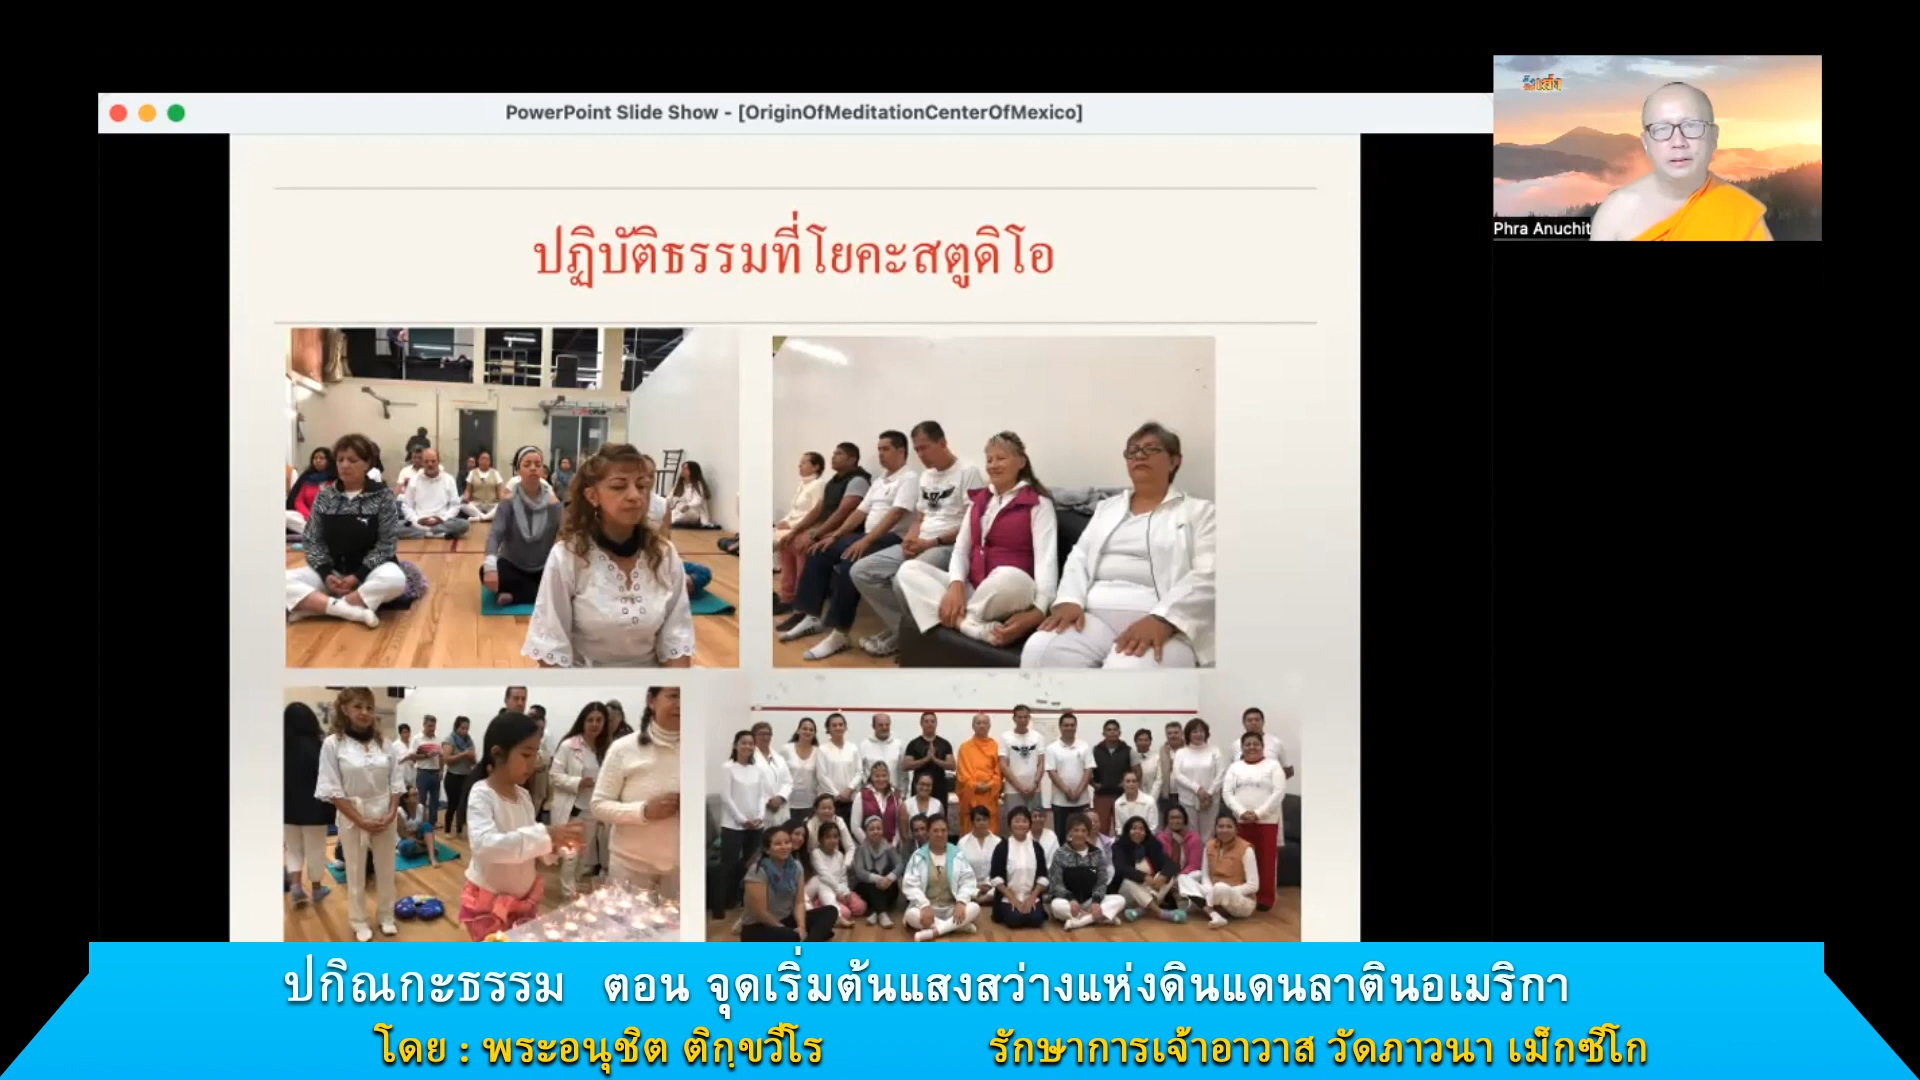 PowerPoint Slide Show - [OriginOfMeditationCenterOfMexico]
Phra Anuchit
ปฏิบัติธรรมที่โยคะสตูดิโอ
ปกิณกะธรรม ตอน จุดเริ่มต้นแสงสว่างแห่งดินแดนลาตินอเมริกา
โดย : พระอนุชิต ติกฺขวีโร รักษาการเจ้าอาวาส วัดภาวนา เม็กซิโก